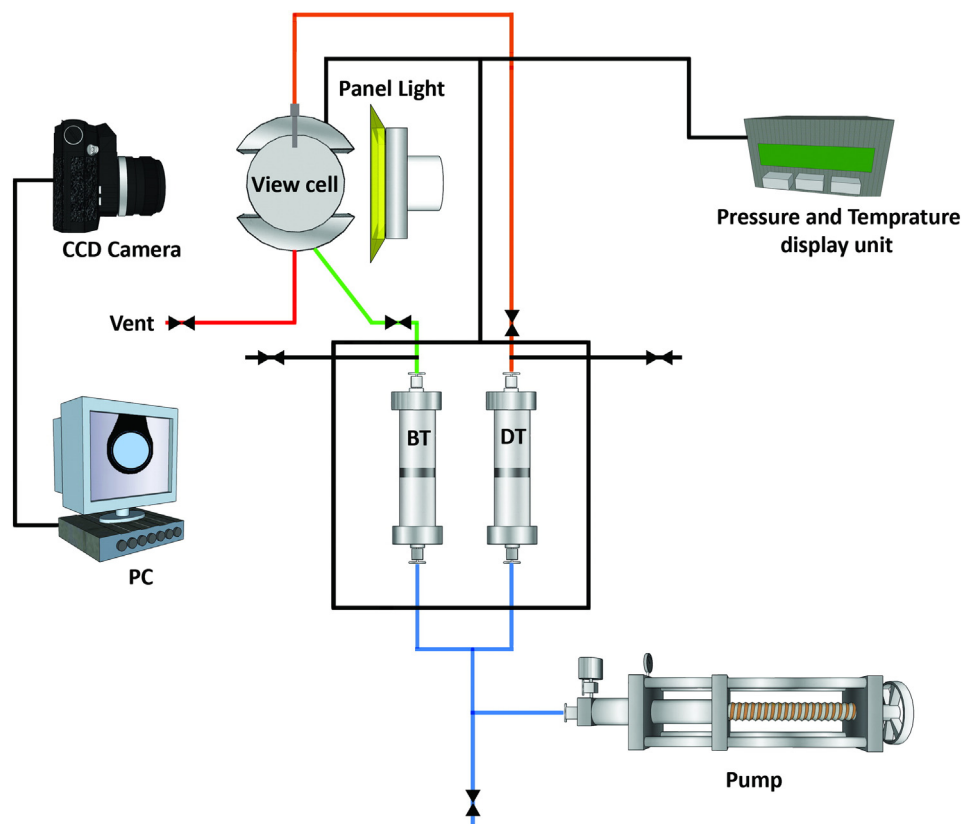 Panel Light
View cell
CCD Camera
Pressure and Temprature
display unit
Vent
BT
DT
PC
Pump